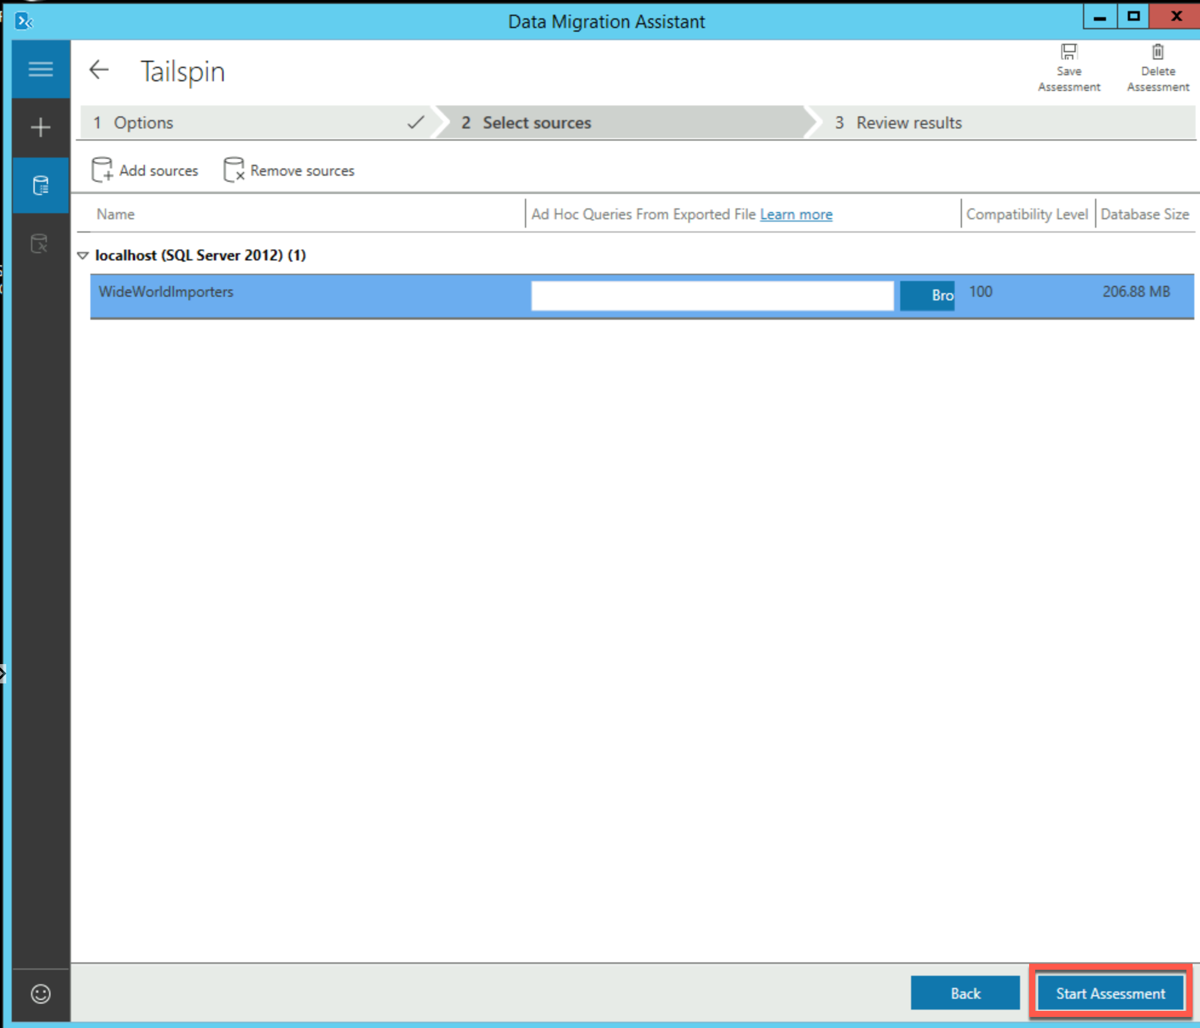 Data Migration Assistant
Tailspin
Save Assessment
Delete Assessment
1 Options
2 Select sources
3 Review results
Add sources
Remove sources
Name
Ad Hoc Queries From Exported File Learn more
Compatibility Level
Database Size
localhost (SQL Server 2012) (1)
WideWorldImporters
Bro
100
206.88 MB
Back
Start Assessment